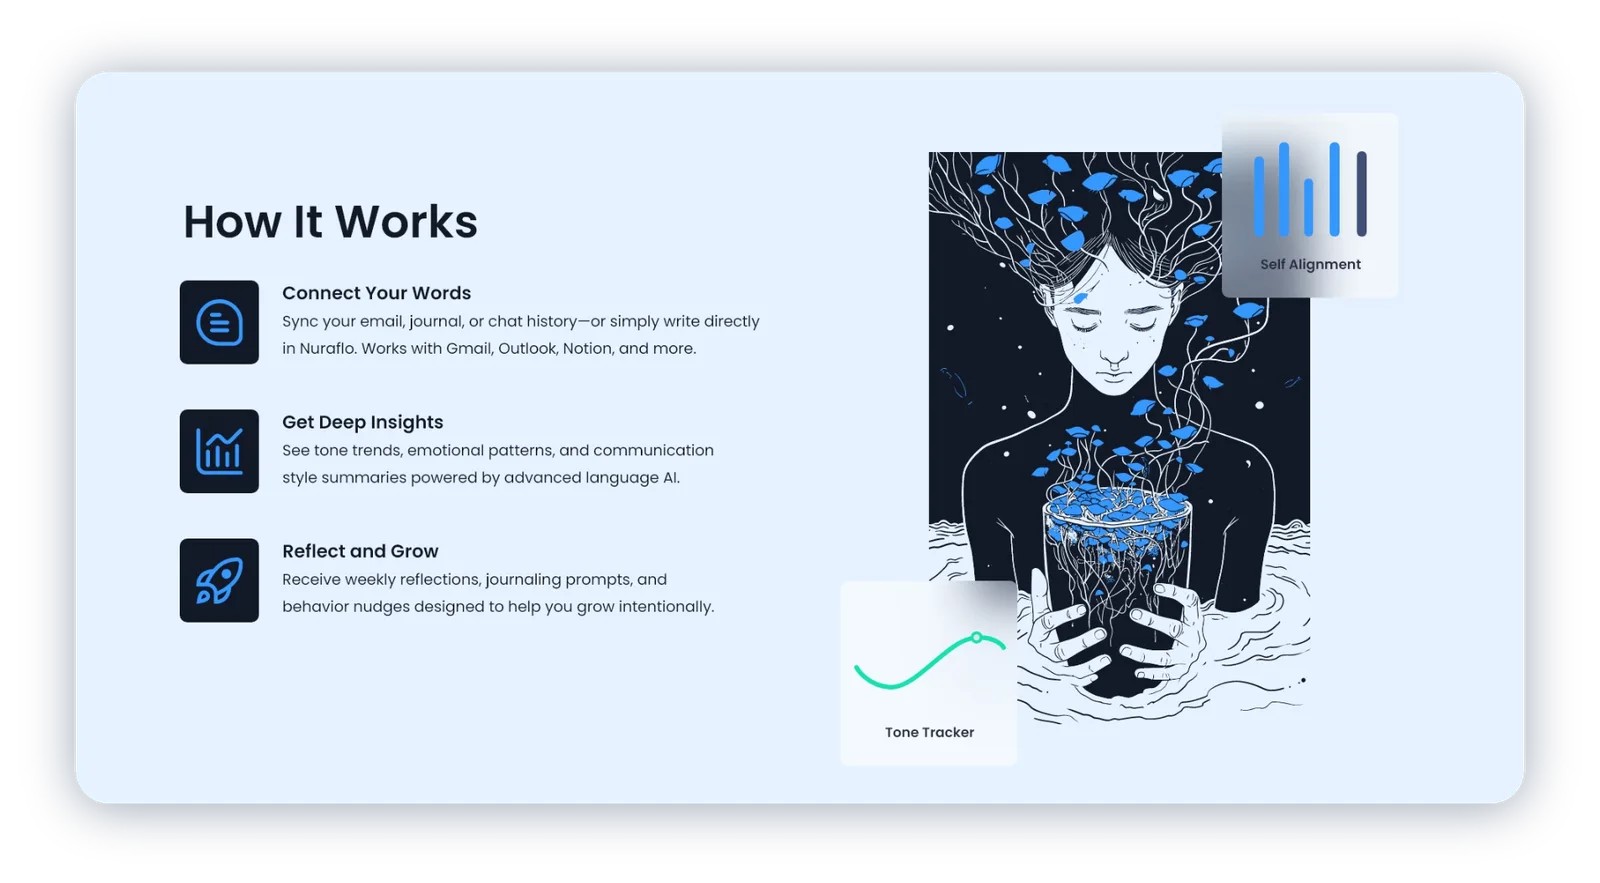 How It Works
Connect Your Words
Sync your email, journal, or chat history—or simply write directly
in Nuraflo. Works with Gmail, Outlook, Notion, and more.
Get Deep Insights
See tone trends, emotional patterns, and communication
style summaries powered by advanced language AI.
Reflect and Grow
Receive weekly reflections, journaling prompts, and
behavior nudges designed to help you grow intentionally.
Self Alignment
Tone Tracker